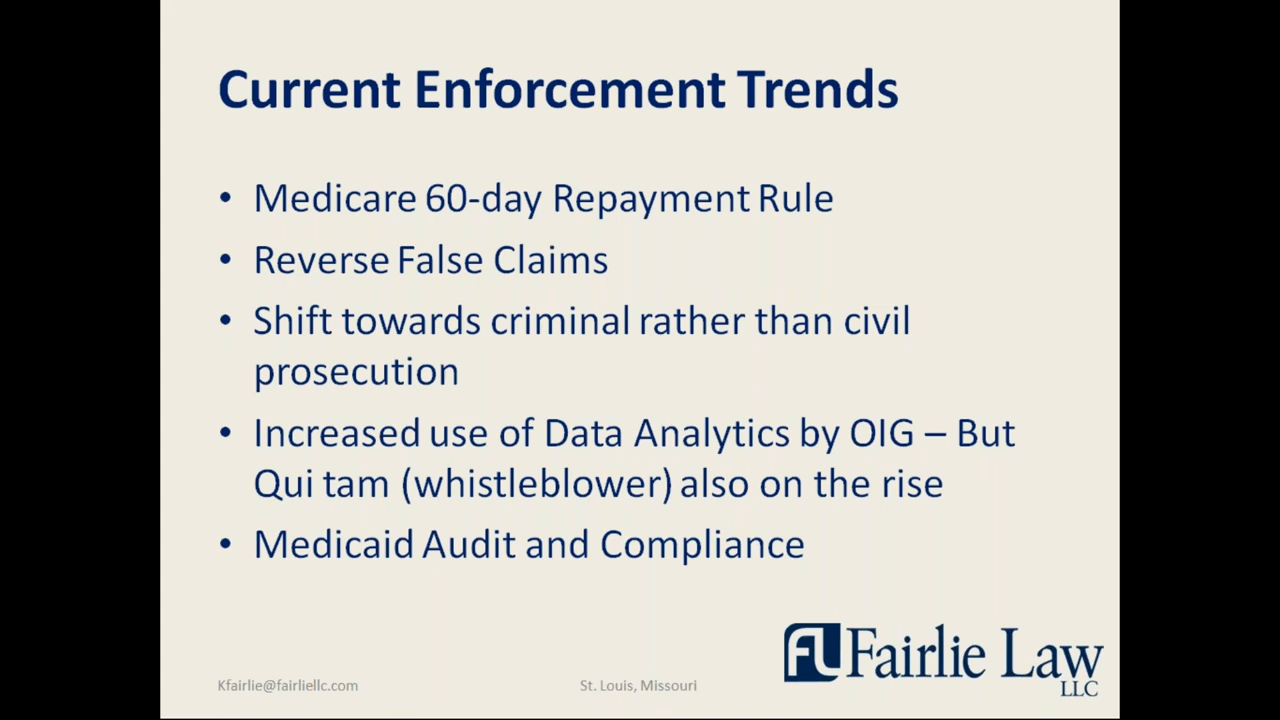 Current Enforcement Trends
• Medicare 60-day Repayment Rule
• Reverse False Claims
• Shift towards criminal rather than civil
prosecution
• Increased use of Data Analytics by OIG – But
Qui tam (whistleblower) also on the rise
• Medicaid Audit and Compliance
FL Fairlie Law
LLC
Kfairlie@fairliellc.com
St. Louis, Missouri